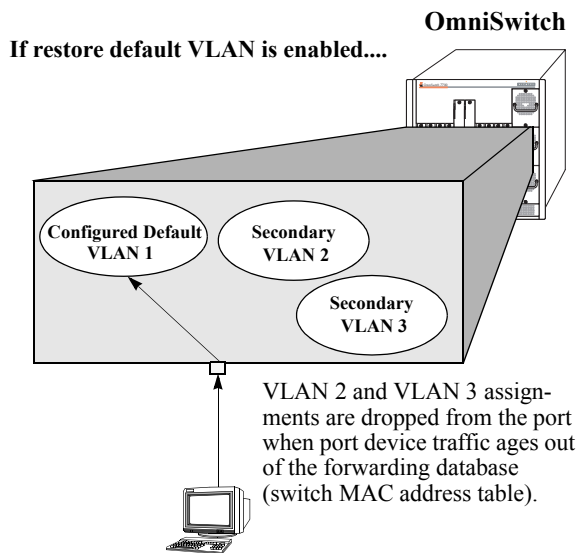 OmniSwitch
If restore default VLAN is enabled....
Configured Default
VLAN 1
Secondary
VLAN 2
Secondary
VLAN 3
VLAN 2 and VLAN 3 assign-
ments are dropped from the port
when port device traffic ages out
of the forwarding database
(switch MAC address table).